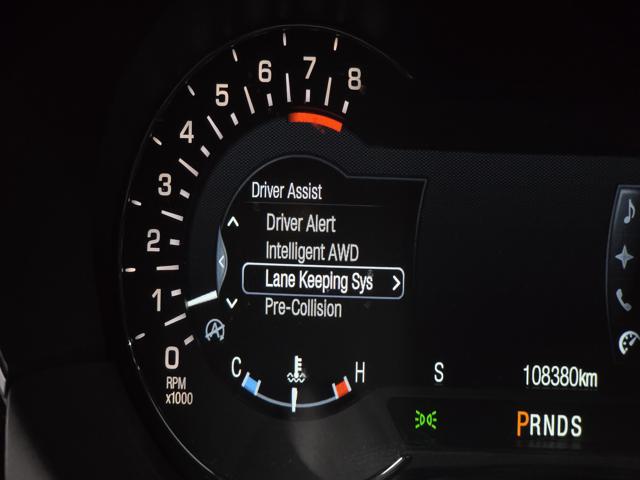 8
7
6
5
4
3
2
1
0
RPM
x1000
Driver Assist
Driver Alert
Intelligent AWD
Lane Keeping Sys
Pre-Collision
C H
S 108380km
PRNDS